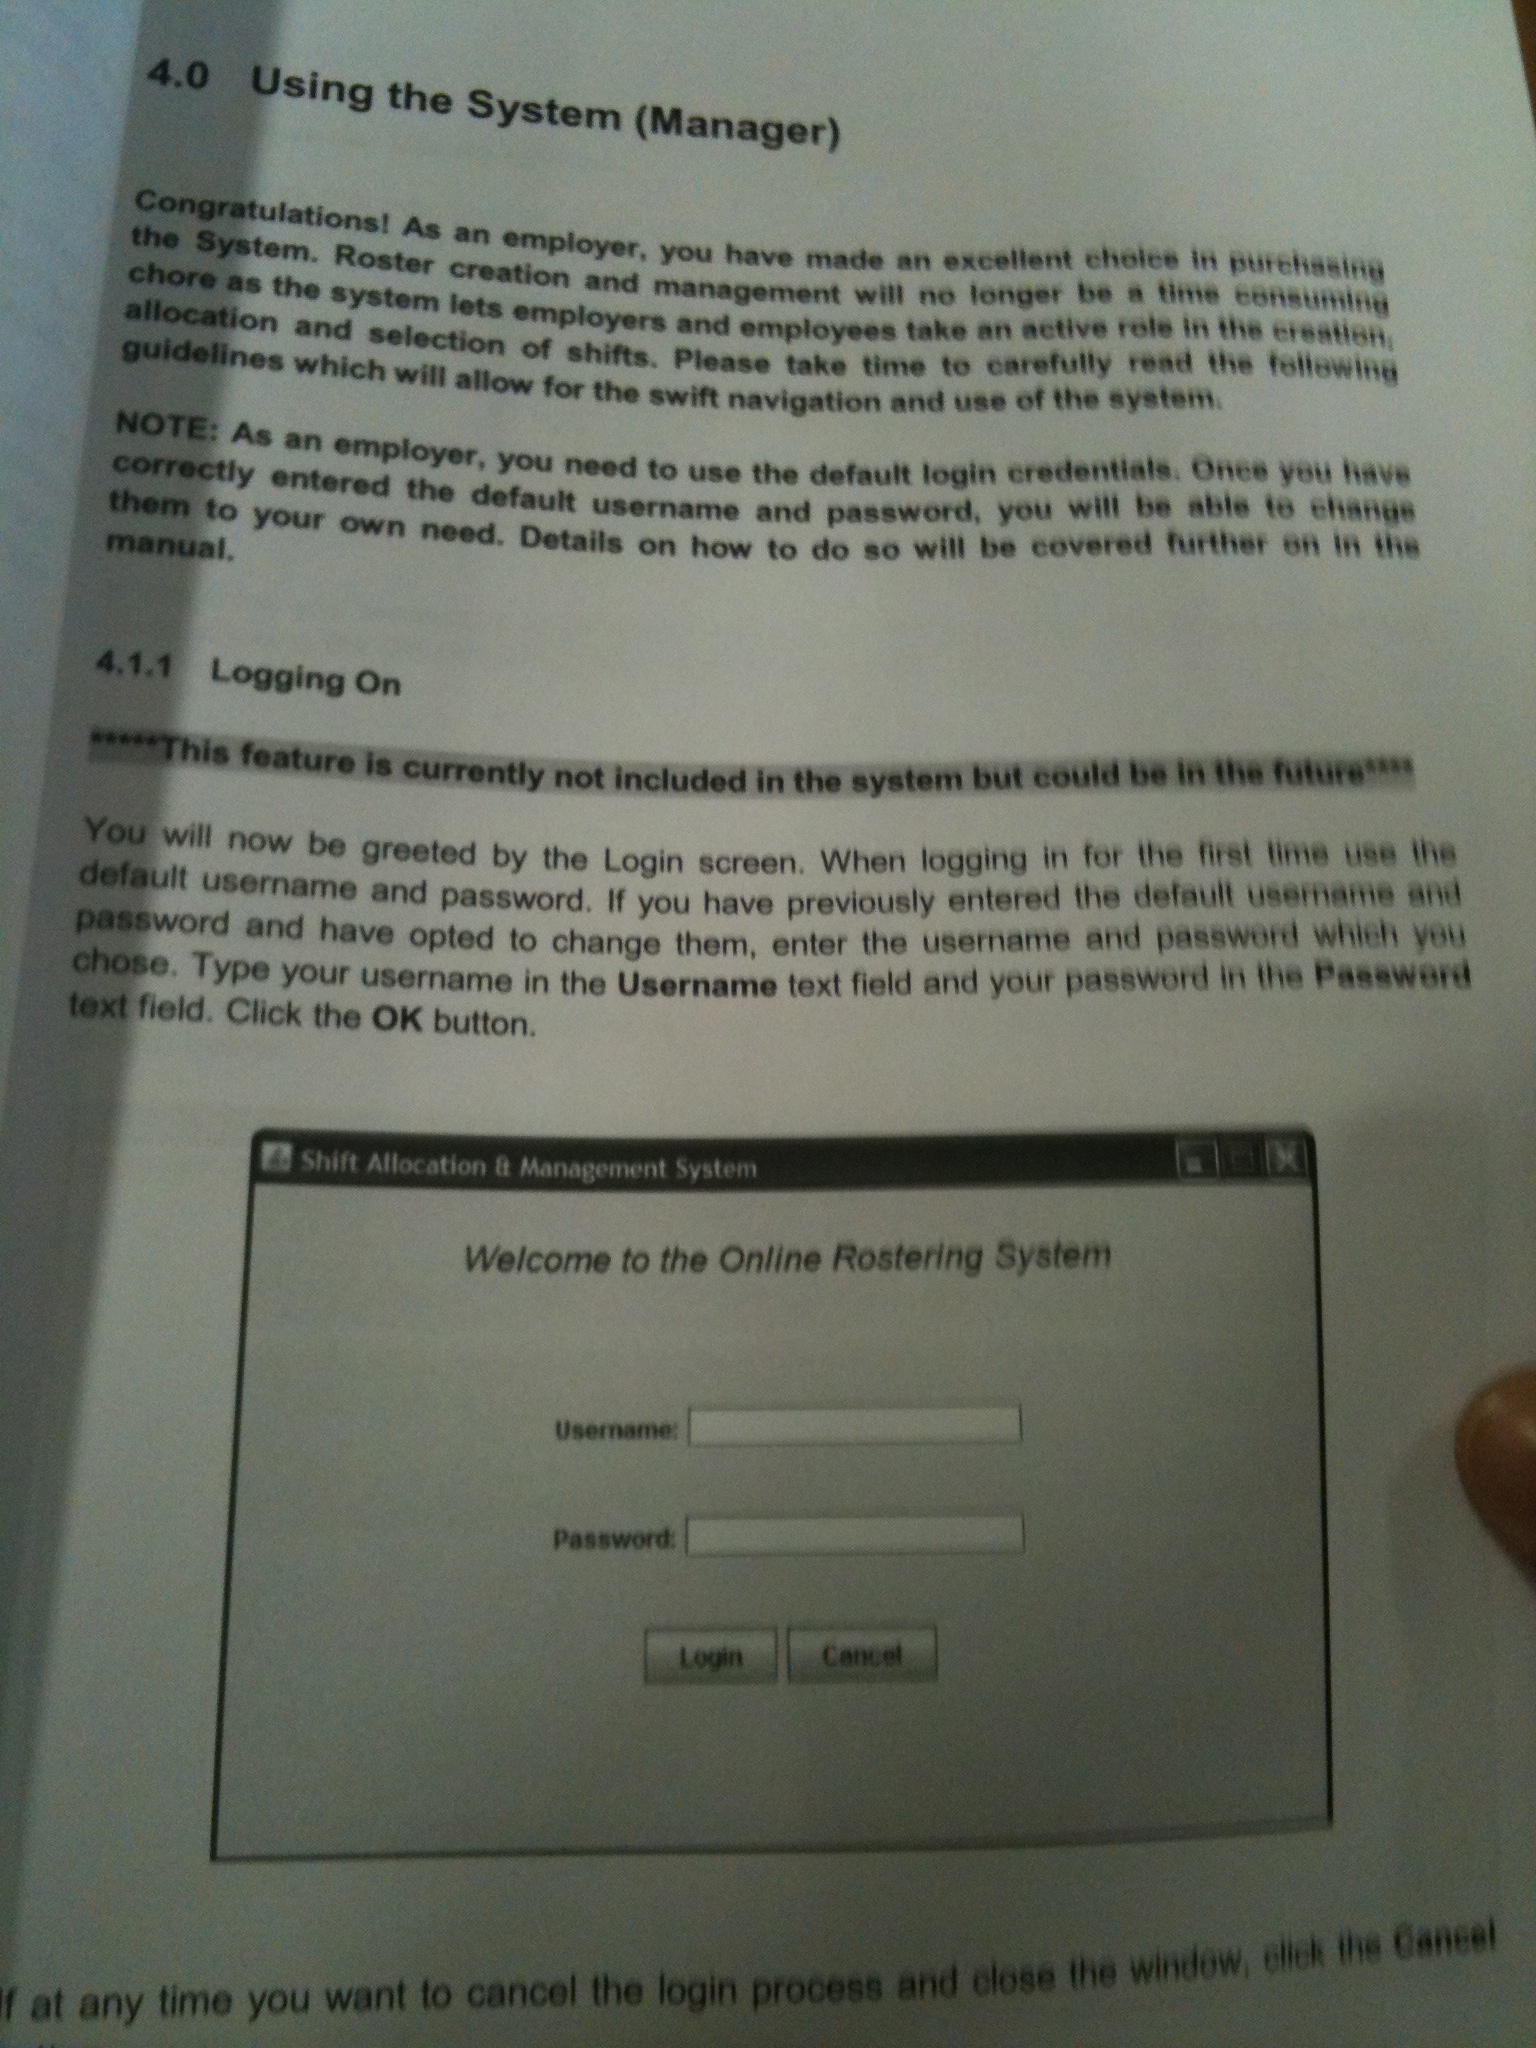 4.0 Using the System (Manager)
Congratulations! As an employer, you have made an excellent choice in purchasing
the System. Roster creation and management will no longer be a time consuming
chore as the system lets employers and employees take an active role in the creation,
allocation and selection of shifts. Please take time to carefully read the following
guidelines which will allow for the swift navigation and use of the system.
NOTE: As an employer, you need to use the default login credentials. Once you have
correctly entered the default username and password, you will be able to change
them to your own need. Details on how to do so will be covered further on in the
manual.
4.1.1 Logging On
*****This feature is currently not included in the system but could be in the future****
You will now be greeted by the Login screen. When logging in for the first time use the
default username and password. If you have previously entered the default username and
password and have opted to change them, enter the username and password which you
chose. Type your username in the Username text field and your password in the Password
text field. Click the OK button.
Shift Allocation & Management System
Welcome to the Online Rostering System
Username:
Password:
Login Cancel
If at any time you want to cancel the login process and close the window, click the Cancel